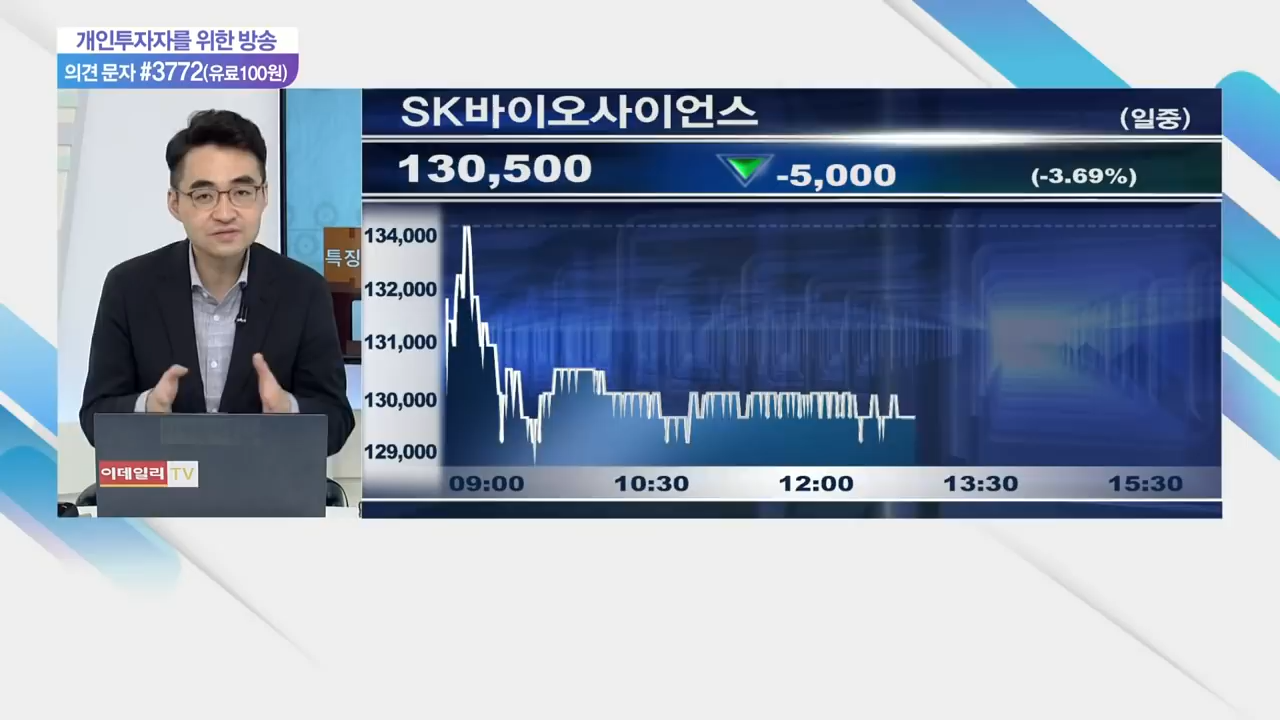 개인투자자를 위한 방송
의견 문자 #3772(유료100원)
SK바이오사이언스 (일중)
130,500 -5,000 (-3.69%)
134,000
132,000
131,000
130,000
129,000
09:00 10:30 12:00 13:30 15:30
특징
이데일리 TV